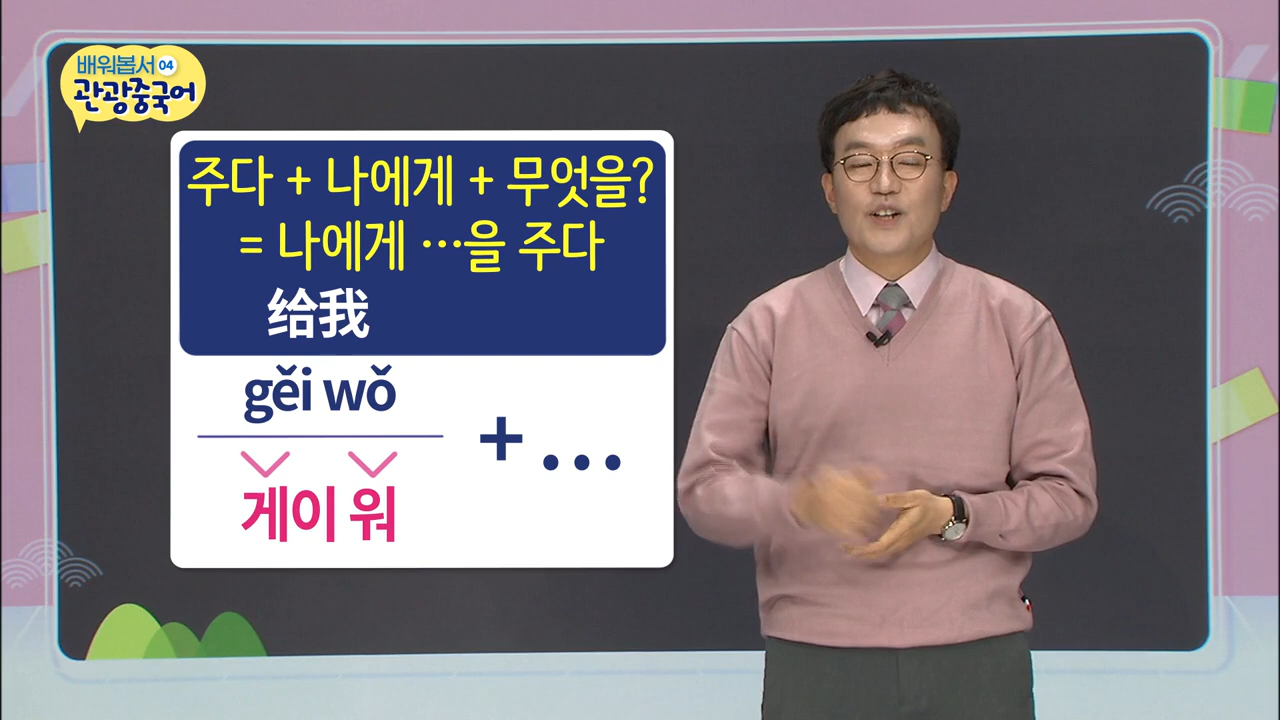 배워봅서 04
관광중국어
주다 + 나에게 + 무엇을?
= 나에게 …을 주다
给我
gěi wǒ
게이 워
+ ...